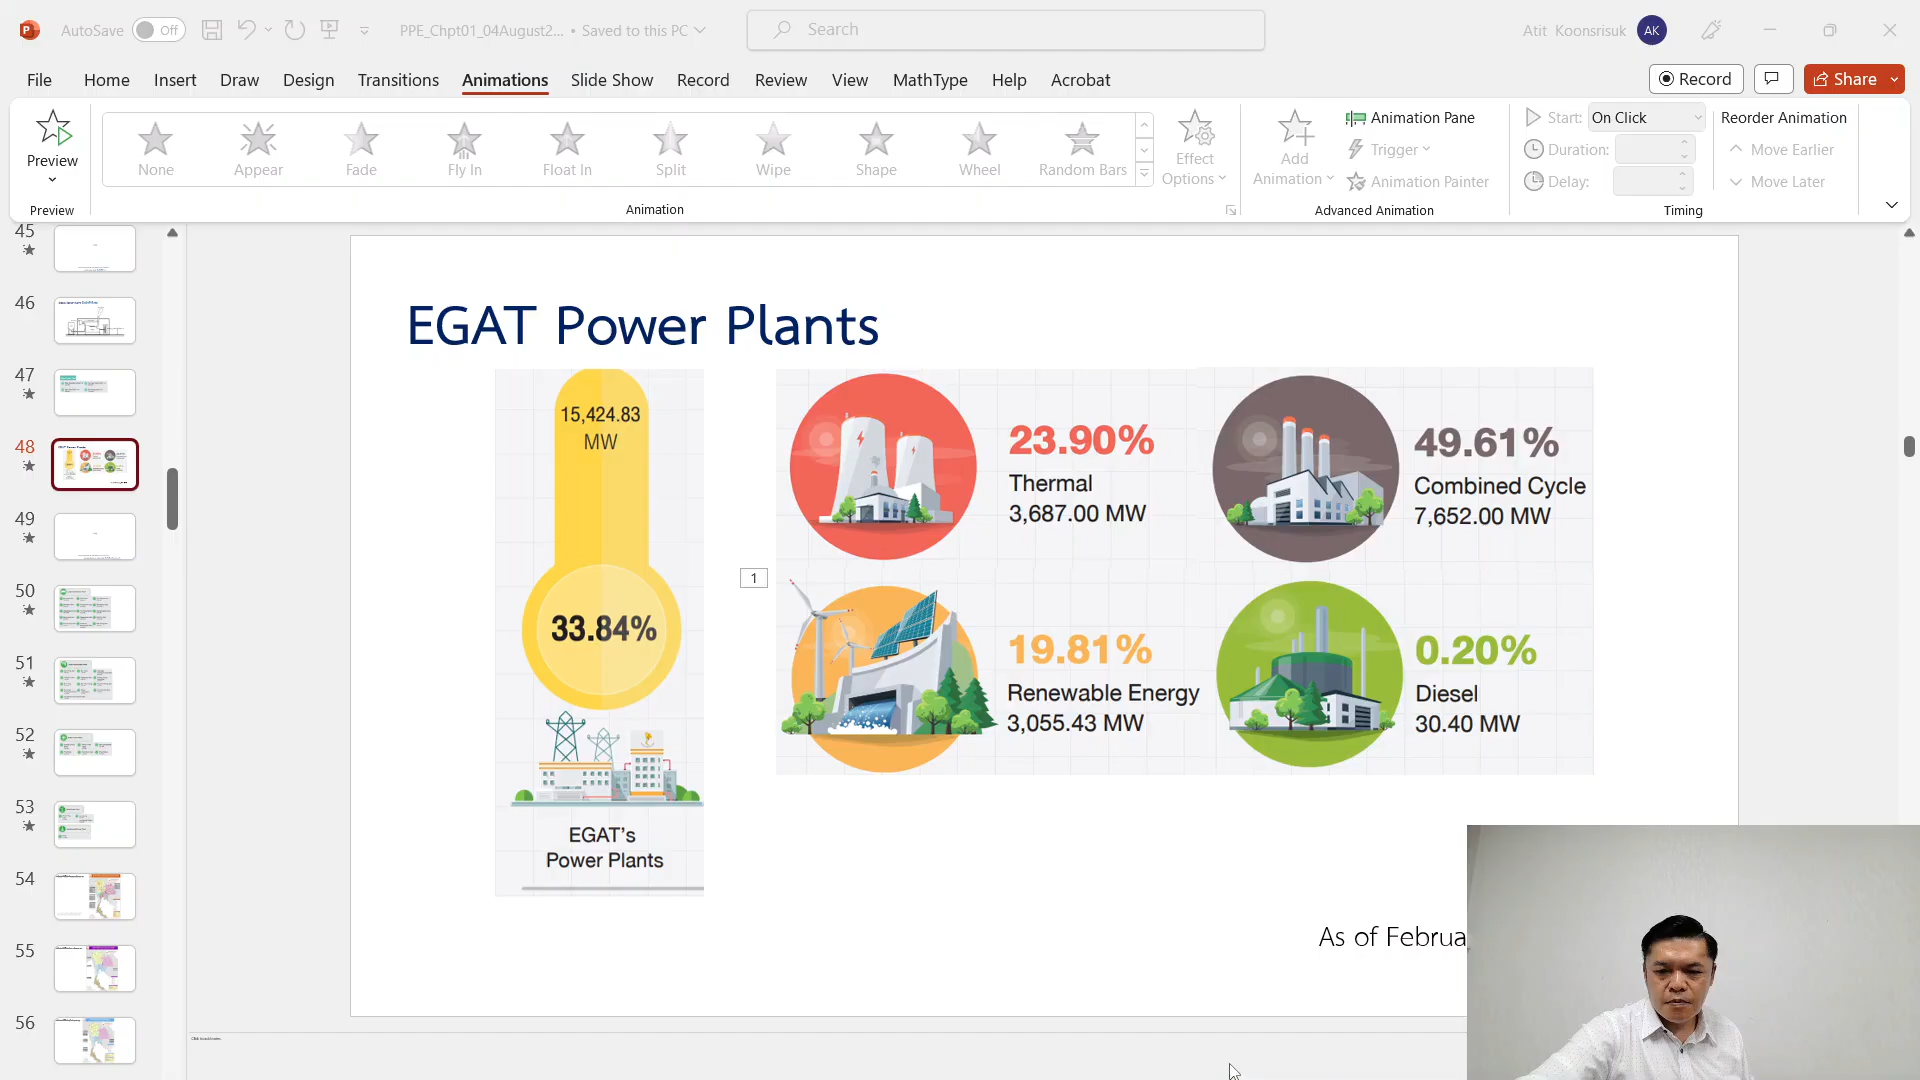 AutoSave Off PPE_Chpt01_04August2... • Saved to this PC Search Atit Koonsrisuk AK
File Home Insert Draw Design Transitions Animations Slide Show Record Review View MathType Help Acrobat Record Share
Preview
None Appear Fade Fly In Float In Split Wipe Shape Wheel Random Bars
Effect Options
Add Animation
Animation Pane
Trigger
Animation Painter
Start: On Click
Duration:
Delay:
Reorder Animation
Move Earlier
Move Later
Preview Animation Advanced Animation Timing
45
46
47
48
49
50
51
52
53
54
55
56
EGAT Power Plants
15,424.83
MW
33.84%
EGAT's
Power Plants
1
23.90%
Thermal
3,687.00 MW
49.61%
Combined Cycle
7,652.00 MW
19.81%
Renewable Energy
3,055.43 MW
0.20%
Diesel
30.40 MW
As of Februa